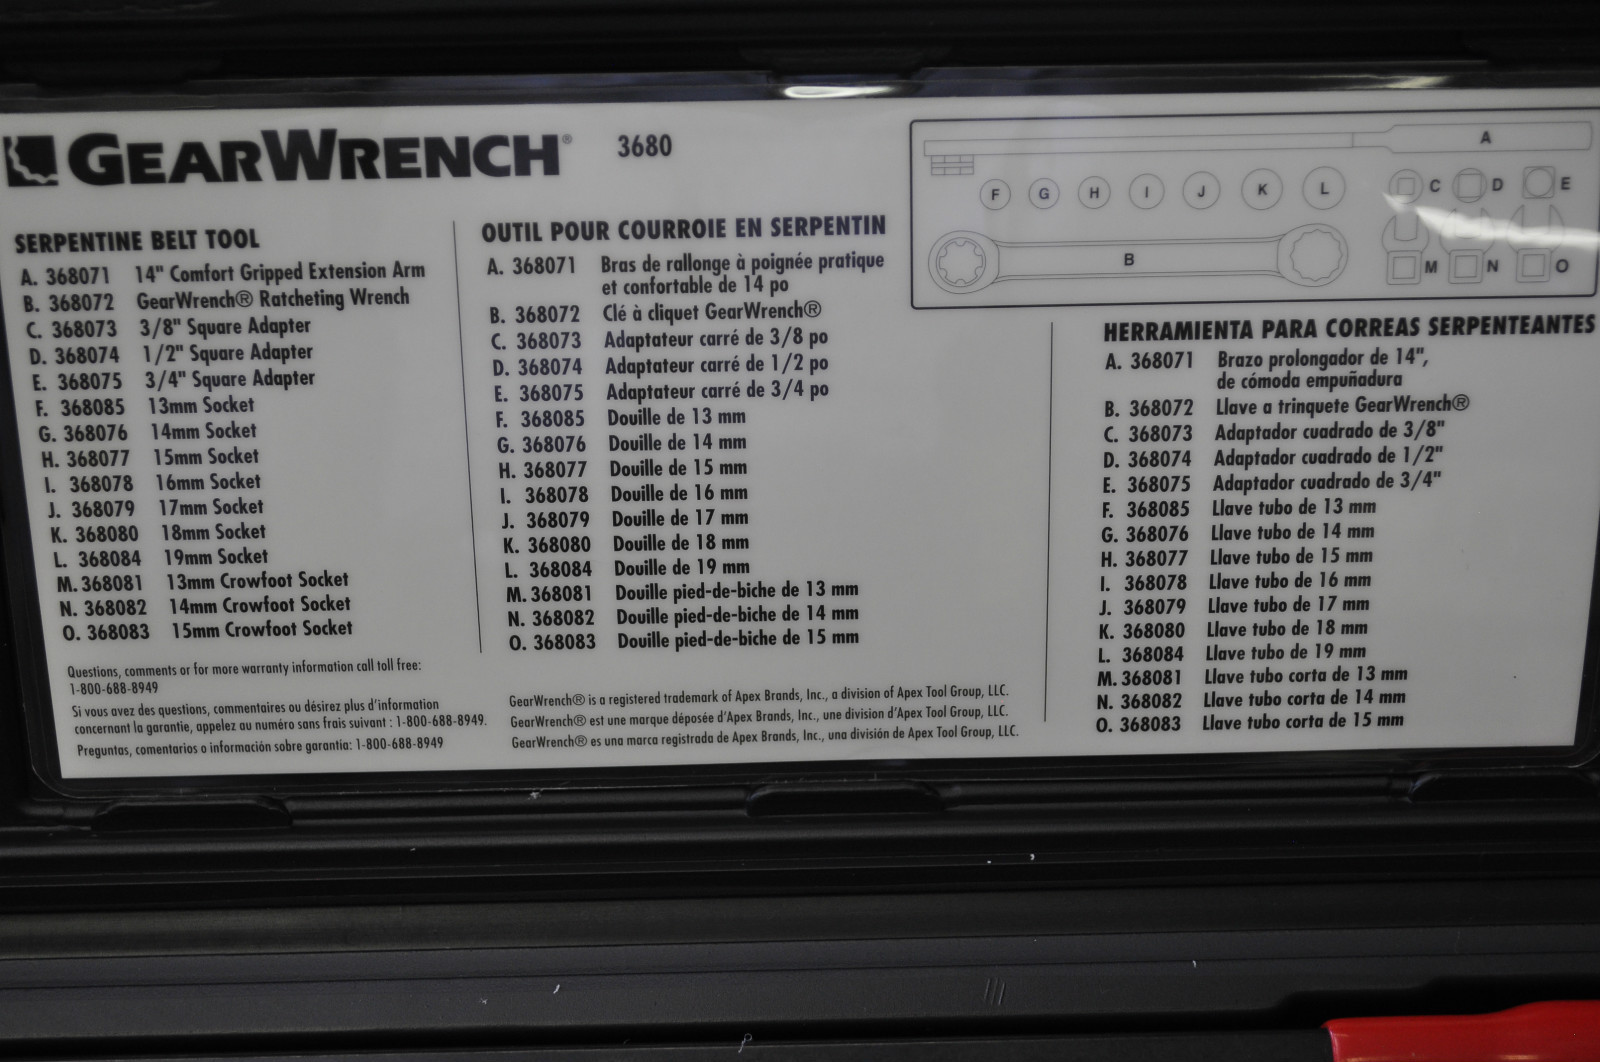 GEARWRENCH® 3680
SERPENTINE BELT TOOL
A. 368071 14" Comfort Gripped Extension Arm
B. 368072 GearWrench® Ratcheting Wrench
C. 368073 3/8" Square Adapter
D. 368074 1/2" Square Adapter
E. 368075 3/4" Square Adapter
F. 368085 13mm Socket
G. 368076 14mm Socket
H. 368077 15mm Socket
I. 368078 16mm Socket
J. 368079 17mm Socket
K. 368080 18mm Socket
L. 368084 19mm Socket
M. 368081 13mm Crowfoot Socket
N. 368082 14mm Crowfoot Socket
O. 368083 15mm Crowfoot Socket
Questions, comments or for more warranty information call toll free:
1-800-688-8949
Si vous avez des questions, commentaires ou désirez plus d'information
concernant la garantie, appelez au numéro sans frais suivant : 1-800-688-8949.
Preguntas, comentarios o información sobre garantia: 1-800-688-8949
OUTIL POUR COURROIE EN SERPENTIN
A. 368071 Bras de rallonge à poignée pratique
et confortable de 14 po
B. 368072 Clé à cliquet GearWrench®
C. 368073 Adaptateur carré de 3/8 po
D. 368074 Adaptateur carré de 1/2 po
E. 368075 Adaptateur carré de 3/4 po
F. 368085 Douille de 13 mm
G. 368076 Douille de 14 mm
H. 368077 Douille de 15 mm
I. 368078 Douille de 16 mm
J. 368079 Douille de 17 mm
K. 368080 Douille de 18 mm
L. 368084 Douille de 19 mm
M. 368081 Douille pied-de-biche de 13 mm
N. 368082 Douille pied-de-biche de 14 mm
O. 368083 Douille pied-de-biche de 15 mm
GearWrench® is a registered trademark of Apex Brands, Inc., a division of Apex Tool Group, LLC.
GearWrench® est une marque déposée d'Apex Brands, Inc., une division d'Apex Tool Group, LLC.
GearWrench® es una marca registrada de Apex Brands, Inc., una división de Apex Tool Group, LLC.
A
F G H I J K L C D E
B M N O
HERRAMIENTA PARA CORREAS SERPENTEANTES
A. 368071 Brazo prolongador de 14",
de cómoda empuñadura
B. 368072 Llave a trinquete GearWrench®
C. 368073 Adaptador cuadrado de 3/8"
D. 368074 Adaptador cuadrado de 1/2"
E. 368075 Adaptador cuadrado de 3/4"
F. 368085 Llave tubo de 13 mm
G. 368076 Llave tubo de 14 mm
H. 368077 Llave tubo de 15 mm
I. 368078 Llave tubo de 16 mm
J. 368079 Llave tubo de 17 mm
K. 368080 Llave tubo de 18 mm
L. 368084 Llave tubo de 19 mm
M. 368081 Llave tubo corta de 13 mm
N. 368082 Llave tubo corta de 14 mm
O. 368083 Llave tubo corta de 15 mm